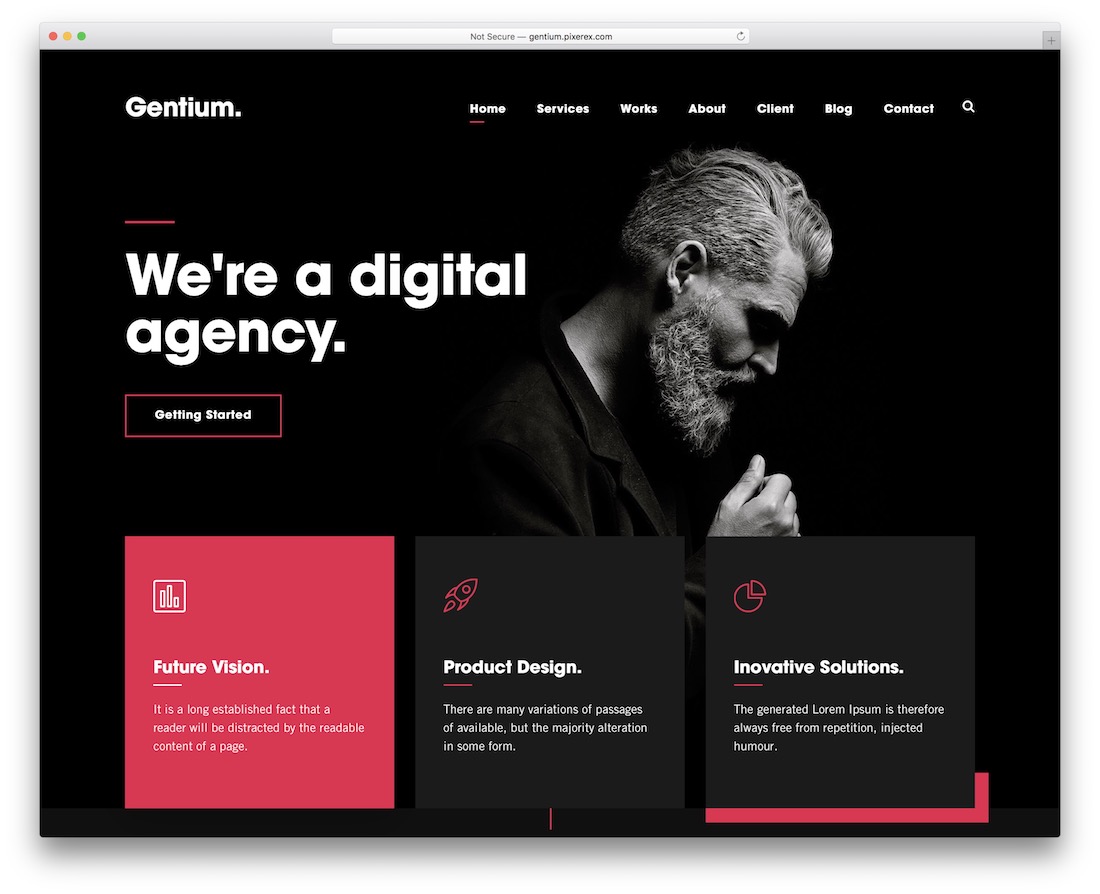 Not Secure — gentium.pixerex.com
Gentium.
Home Services Works About Client Blog Contact
We're a digital
agency.
Getting Started
Future Vision.
It is a long established fact that a
reader will be distracted by the readable
content of a page.
Product Design.
There are many variations of passages
of available, but the majority alteration
in some form.
Inovative Solutions.
The generated Lorem Ipsum is therefore
always free from repetition, injected
humour.